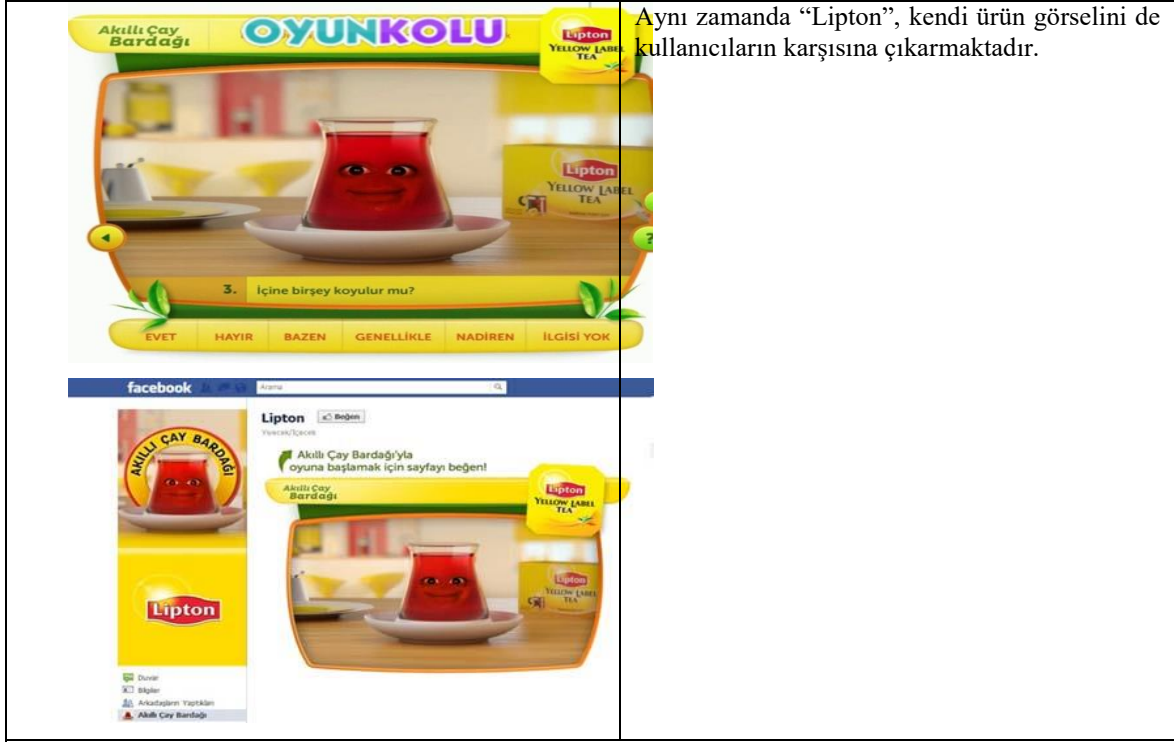 Akıllı Çay
Bardağı
OYUNKOLU
Lipton
YELLOW LABEL
TEA
Lipton
YELLOW LABEL
TEA
?
3. İçine birşey koyulur mu?
EVET HAYIR BAZEN GENELLİKLE NADİREN İLGİSİ YOK
Aynı zamanda “Lipton”, kendi ürün görselini de
kullanıcıların karşısına çıkarmaktadır.
facebook Arama
AKILLI ÇAY BARDAĞI
Lipton
Duvar
Bilgiler
Arkadaşların Yaptıkları
Akıllı Çay Bardağı
Lipton Beğen
Yiyecek/İçecek
Akıllı Çay Bardağı'yla
oyuna başlamak için sayfayı beğen!
Akıllı Çay
Bardağı
Lipton
YELLOW LABEL
TEA
Lipton
YELLOW LABEL
TEA